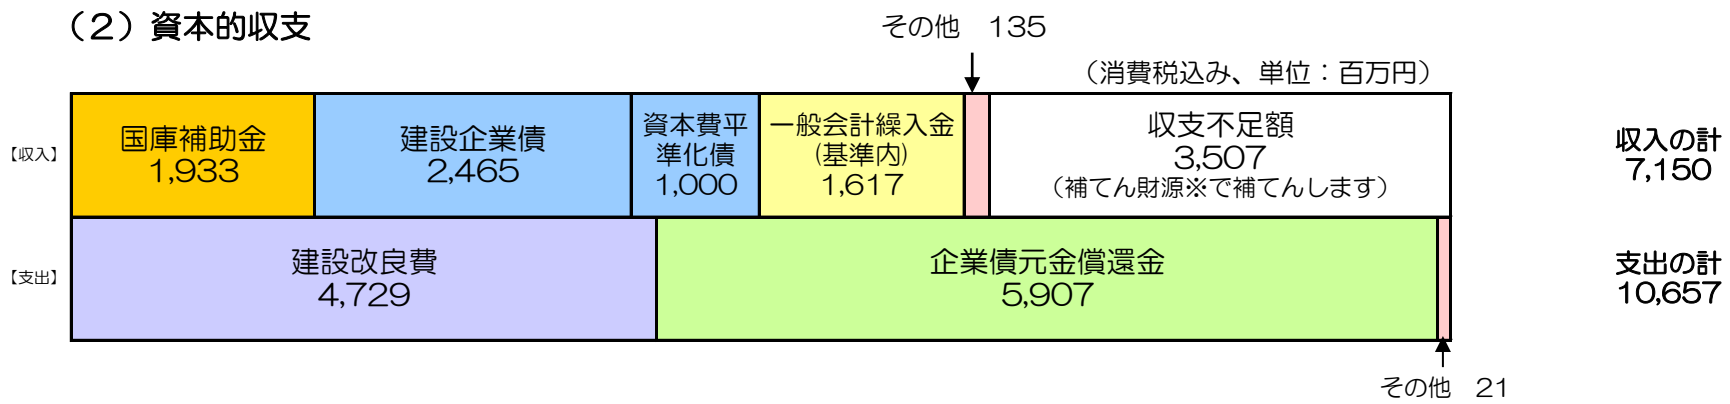 （２）資本的収支
その他　135
（消費税込み、単位：百万円）
【収入】
国庫補助金
1,933
建設企業債
2,465
資本費平
準化債
1,000
一般会計繰入金
(基準内)
1,617
収支不足額
3,507
（補てん財源※で補てんします）
収入の計
7,150
【支出】
建設改良費
4,729
企業債元金償還金
5,907
支出の計
10,657
その他　21